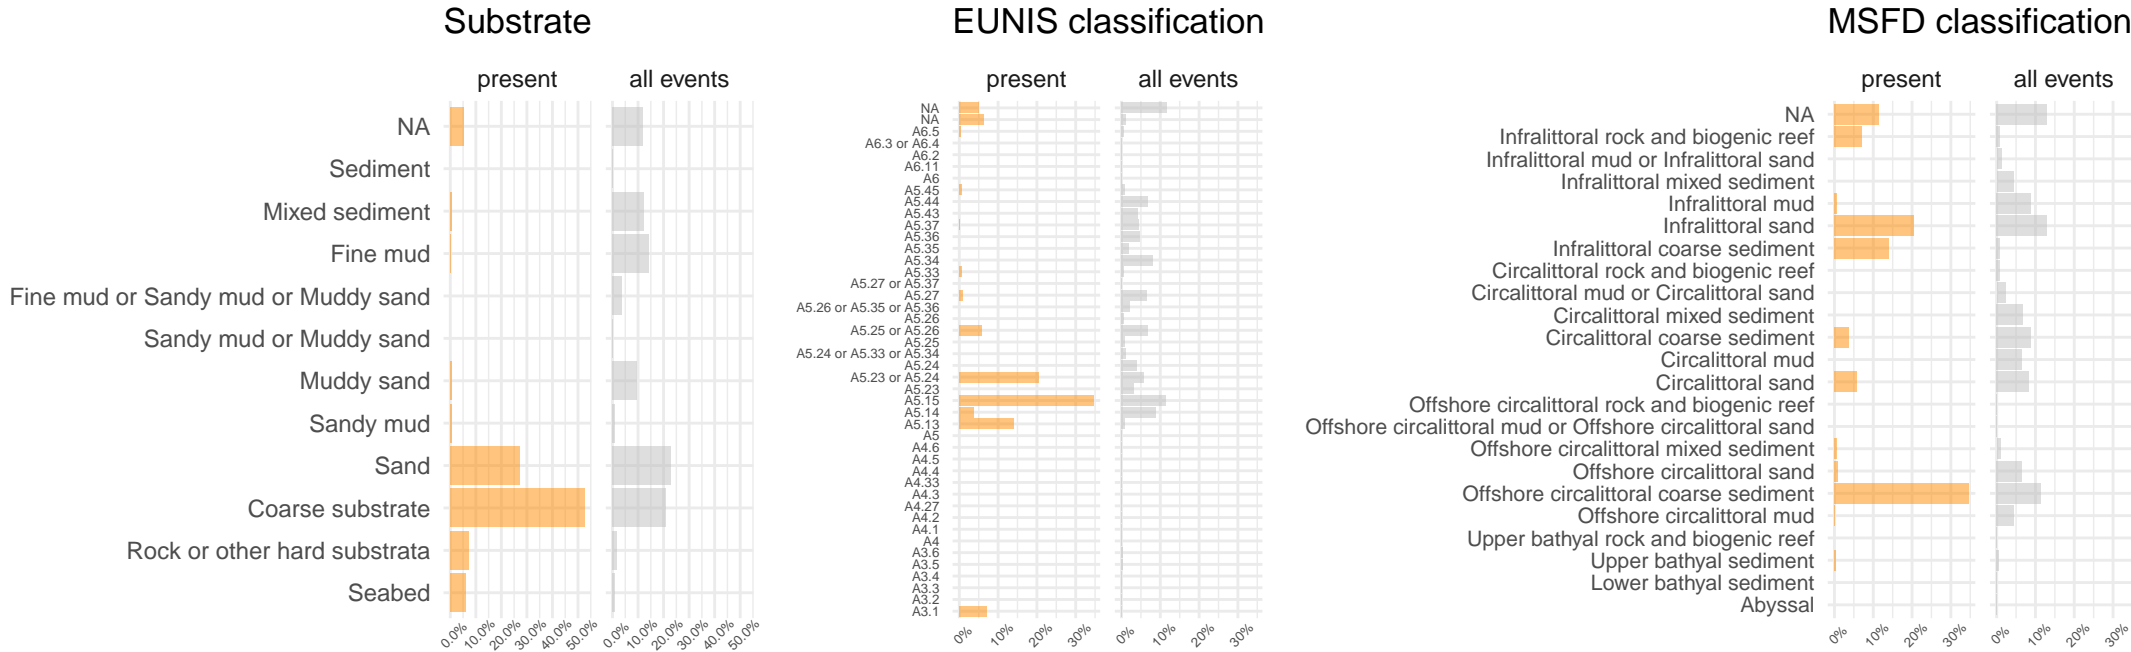 Substrate
present all events
NA
Sediment
Mixed sediment
Fine mud
Fine mud or Sandy mud or Muddy sand
Sandy mud or Muddy sand
Muddy sand
Sandy mud
Sand
Coarse substrate
Rock or other hard substrata
Seabed
0.0% 10.0% 20.0% 30.0% 40.0% 50.0% 0.0% 10.0% 20.0% 30.0% 40.0% 50.0%
EUNIS classification
present all events
NA
NA
A6.5
A6.3 or A6.4
A6.2
A6.11
A6
A5.45
A5.44
A5.43
A5.37
A5.36
A5.35
A5.34
A5.33
A5.27 or A5.37
A5.27
A5.26 or A5.35 or A5.36
A5.26
A5.25 or A5.26
A5.25
A5.24 or A5.33 or A5.34
A5.24
A5.23 or A5.24
A5.23
A5.15
A5.14
A5.13
A5
A4.6
A4.5
A4.4
A4.33
A4.3
A4.27
A4.2
A4.1
A4
A3.6
A3.5
A3.4
A3.3
A3.2
A3.1
0% 10% 20% 30% 0% 10% 20% 30%
MSFD classification
present all events
NA
Infralittoral rock and biogenic reef
Infralittoral mud or Infralittoral sand
Infralittoral mixed sediment
Infralittoral mud
Infralittoral sand
Infralittoral coarse sediment
Circalittoral rock and biogenic reef
Circalittoral mud or Circalittoral sand
Circalittoral mixed sediment
Circalittoral coarse sediment
Circalittoral mud
Circalittoral sand
Offshore circalittoral rock and biogenic reef
Offshore circalittoral mud or Offshore circalittoral sand
Offshore circalittoral mixed sediment
Offshore circalittoral sand
Offshore circalittoral coarse sediment
Offshore circalittoral mud
Upper bathyal rock and biogenic reef
Upper bathyal sediment
Lower bathyal sediment
Abyssal
0% 10% 20% 30% 0% 10% 20% 30%